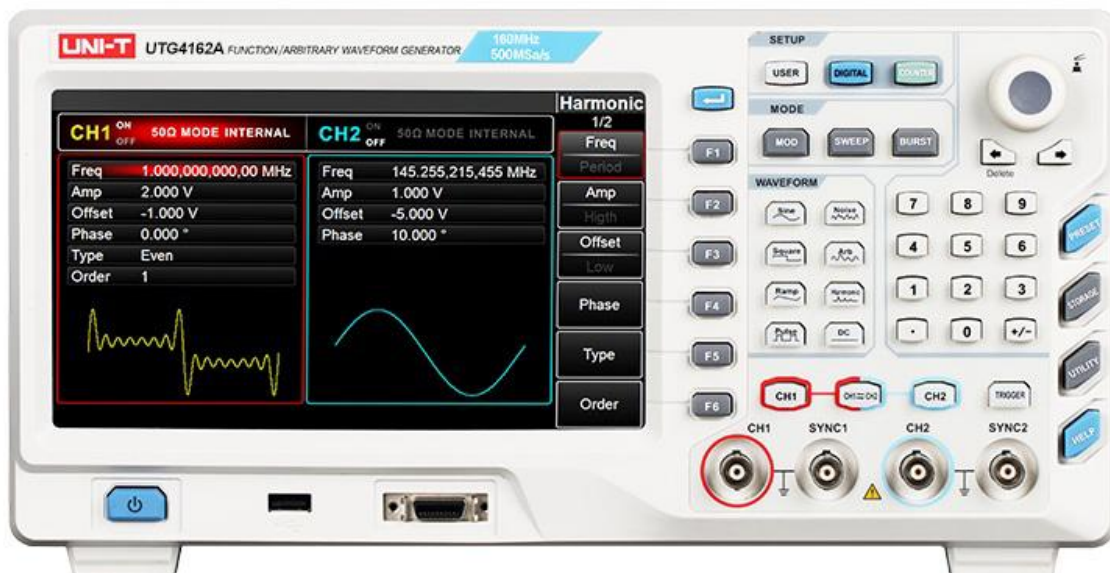 UNI-T UTG4162A FUNCTION/ARBITRARY WAVEFORM GENERATOR
160MHz
500MSa/s
Harmonic
1/2
CH1 ON OFF 50Ω MODE INTERNAL
CH2 ON OFF 50Ω MODE INTERNAL
Freq 1.000,000,000,00 MHz
Amp 2.000 V
Offset -1.000 V
Phase 0.000 °
Type Even
Order 1
Freq 145.255,215,455 MHz
Amp 1.000 V
Offset -5.000 V
Phase 10.000 °
Freq
Period
Amp
Higth
Offset
Low
Phase
Type
Order
F1
F2
F3
F4
F5
F6
SETUP
USER DIGITAL COUNTER
MODE
MOD SWEEP BURST
WAVEFORM
Sine Noise
Square Arb
Ramp Harmonic
Pulse DC
Delete
7 8 9
4 5 6
1 2 3
· 0 +/-
PRESET
STORAGE
UTILITY
HELP
CH1 CH1 CH2 CH2 TRIGGER
CH1 SYNC1 CH2 SYNC2